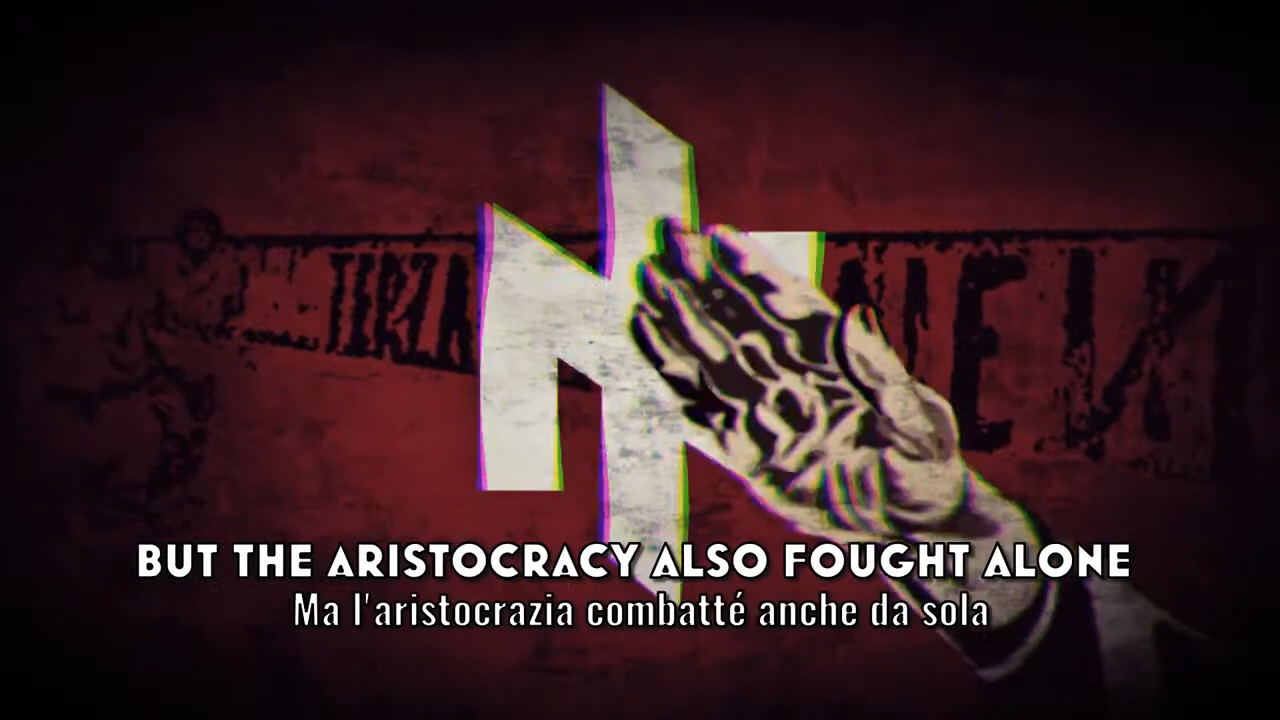 TERZA
BUT THE ARISTOCRACY ALSO FOUGHT ALONE
Ma l'aristocrazia combatté anche da sola